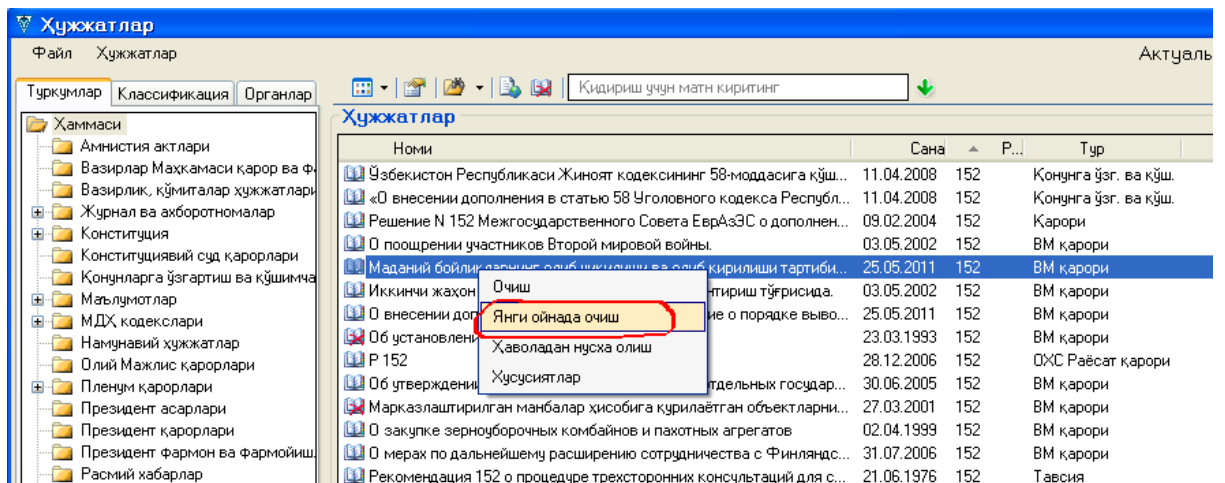 Ҳужжатлар
Файл Ҳужжатлар Актуаль
Туркумлар Классификация Органлар
Қидириш учун матн киритинг
Ҳаммаси
Амнистия актлари
Вазирлар Маҳкамаси қарор ва ф
Вазирлик, қўмиталар ҳужжатлари
Журнал ва ахборотномалар
Конституция
Конституциявий суд қарорлари
Қонунларга ўзгартиш ва қўшимча
Маълумотлар
МДҲ кодекслари
Намунавий ҳужжатлар
Олий Мажлис қарорлари
Пленум қарорлари
Президент асарлари
Президент қарорлари
Президент фармон ва фармойиш
Расмий хабарлар
Ҳужжатлар
Номи Сана Р... Тур
Ўзбекистон Республикаси Жиноят кодексининг 58-моддасига қўш... 11.04.2008 152 Қонунга ўзг. ва қўш.
«О внесении дополнения в статью 58 Уголовного кодекса Республ... 11.04.2008 152 Қонунга ўзг. ва қўш.
Решение N 152 Межгосударственного Совета ЕврАзЭС о дополнен... 09.02.2004 152 Қарори
О поощрении участников Второй мировой войны. 03.05.2002 152 ВМ қарори
Маданий бойликларнинг олиб чиқилиши ва олиб кирилиши тартиби... 25.05.2011 152 ВМ қарори
Иккинчи жаҳон нтириш тўғрисида. 03.05.2002 152 ВМ қарори
О внесении доп ие о порядке выво... 25.05.2011 152 ВМ қарори
Об установлени 23.03.1993 152 ВМ қарори
Р 152 28.12.2006 152 ОХС Раёсат қарори
Об утверждении тдельных государ... 30.06.2005 152 ВМ қарори
Марказлаштирилган манбалар ҳисобига қурилаётган объектларни... 27.03.2001 152 ВМ қарори
О закупке зерноуборочных комбайнов и пахотных агрегатов 02.04.1999 152 ВМ қарори
О мерах по дальнейшему расширению сотрудничества с Финляндс... 31.07.2006 152 ВМ қарори
Рекомендация 152 о процедуре трехсторонних консультаций для с... 21.06.1976 152 Тавсия
Очиш
Янги ойнада очиш
Ҳаволадан нусха олиш
Хусусиятлар